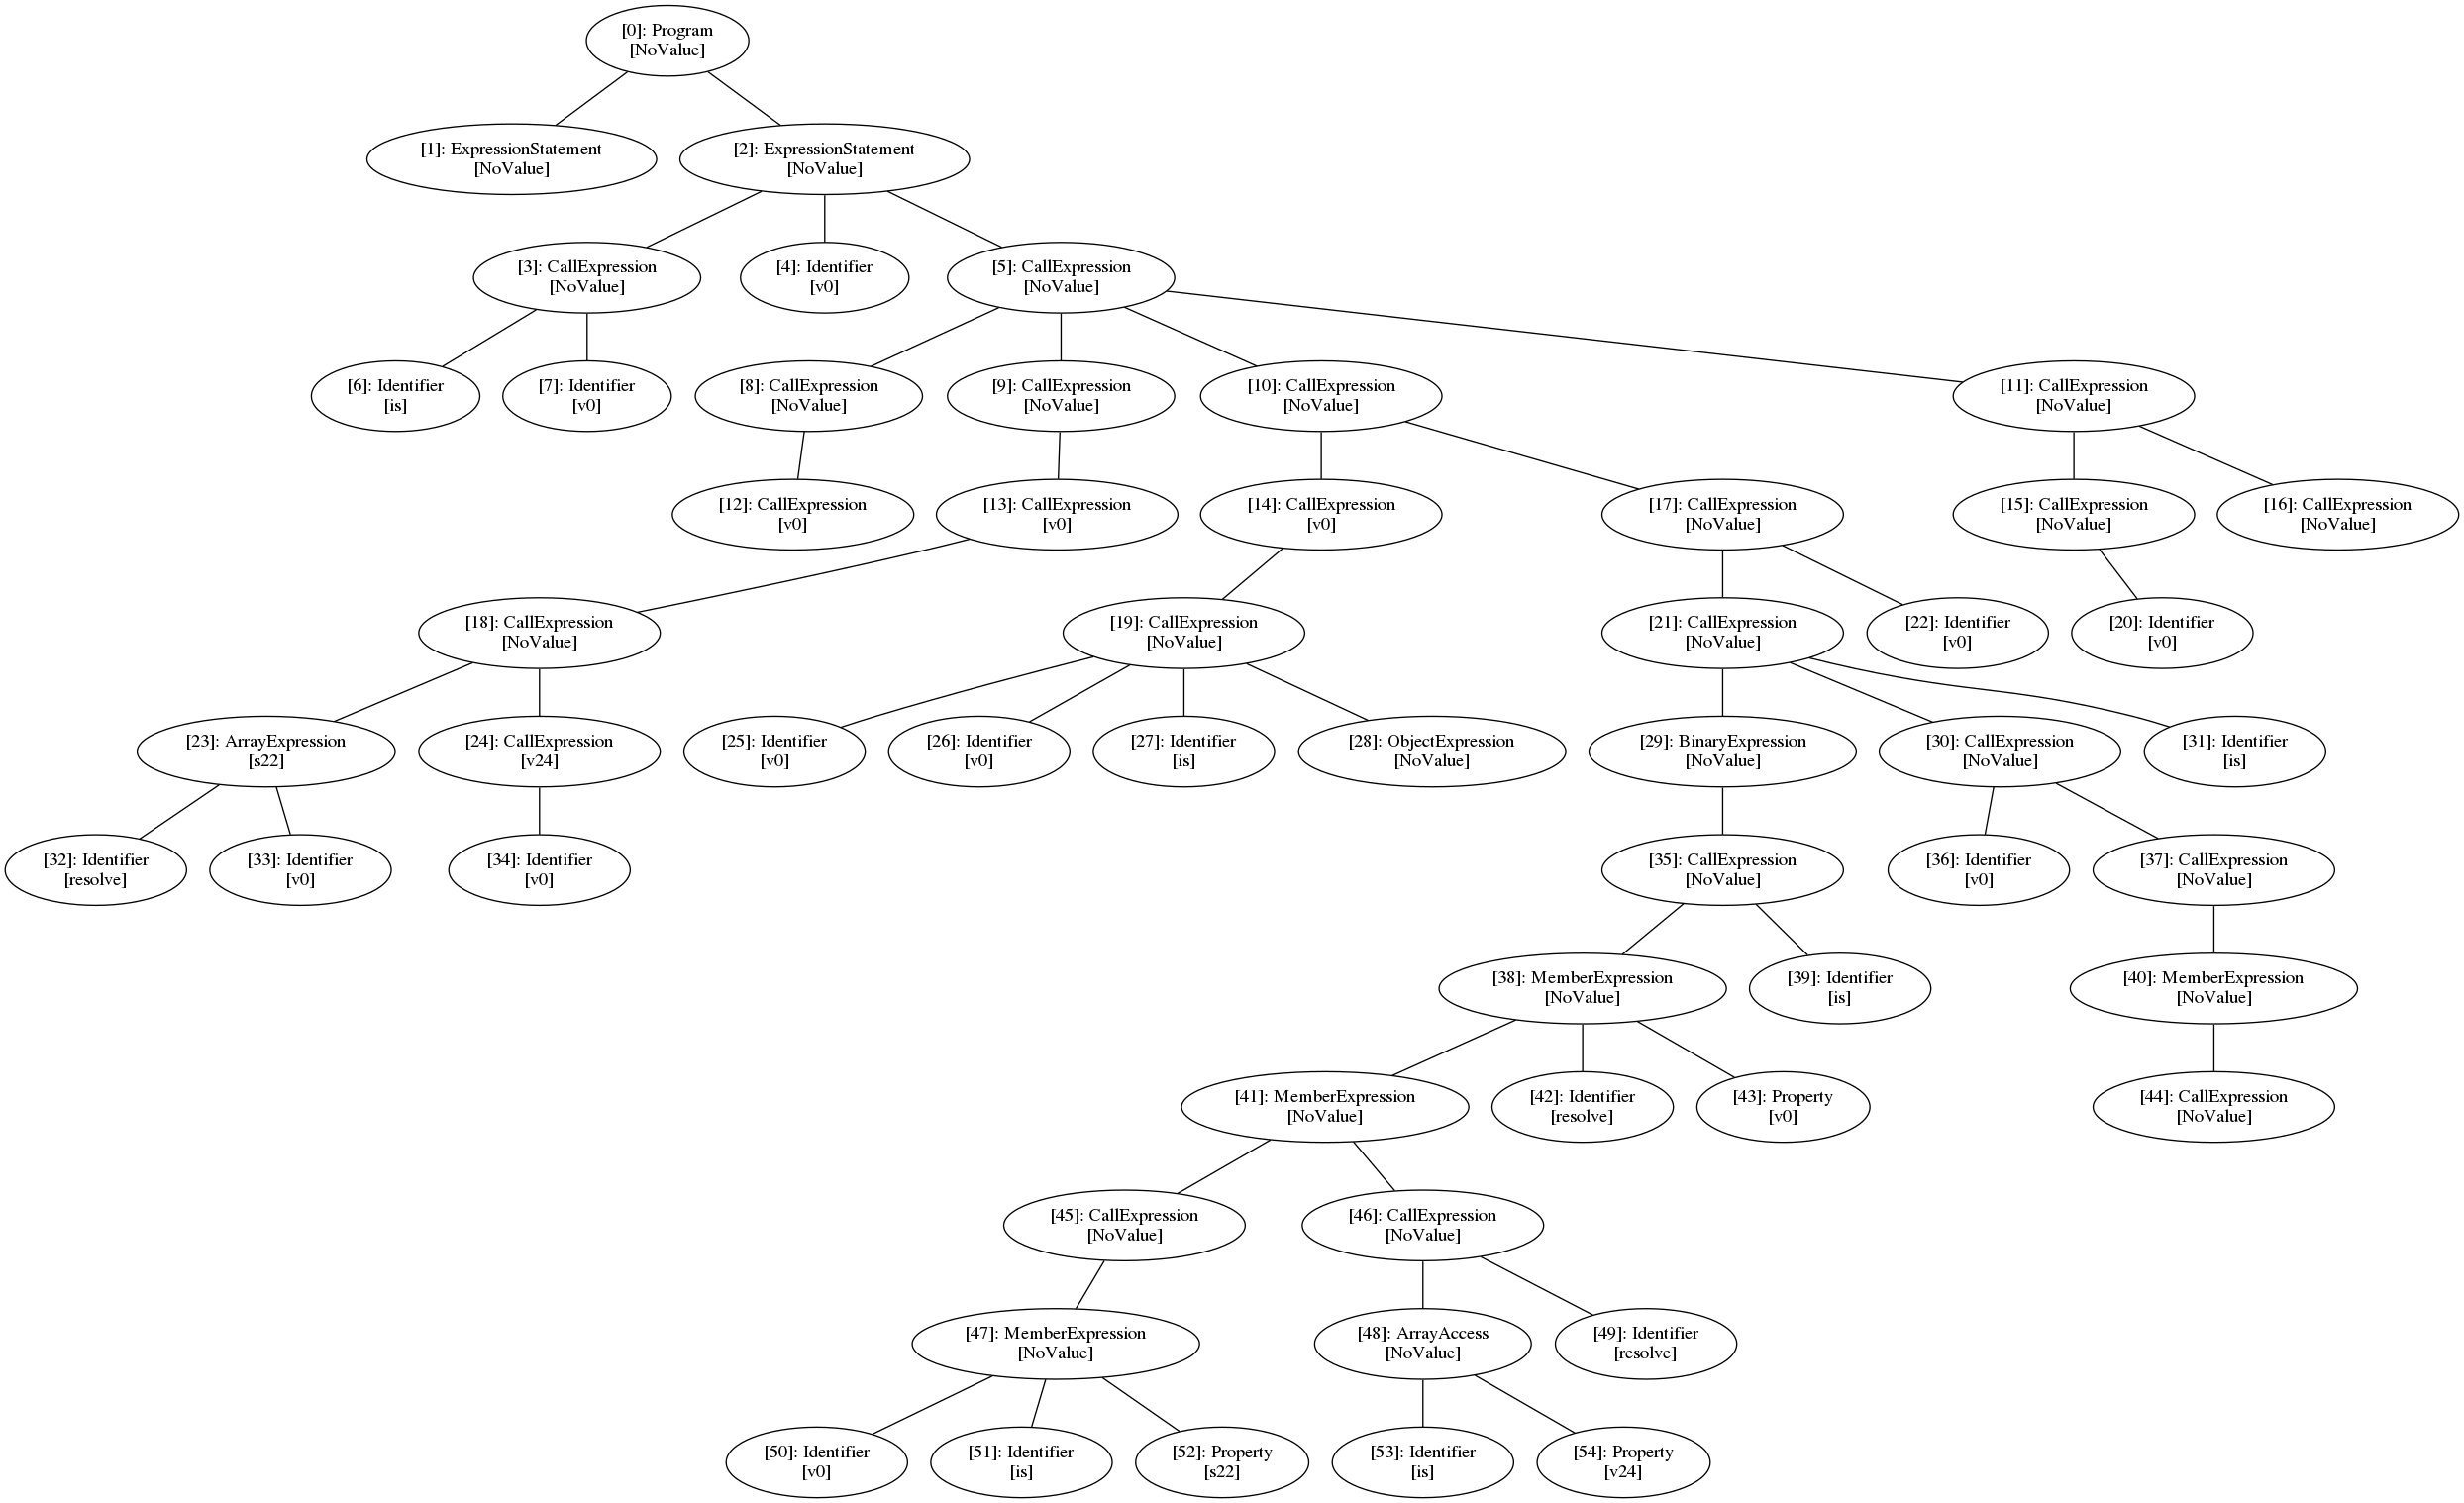 [0]: Program
[NoValue]
[1]: ExpressionStatement
[NoValue]
[2]: ExpressionStatement
[NoValue]
[3]: CallExpression
[NoValue]
[4]: Identifier
[v0]
[5]: CallExpression
[NoValue]
[6]: Identifier
[is]
[7]: Identifier
[v0]
[8]: CallExpression
[NoValue]
[9]: CallExpression
[NoValue]
[10]: CallExpression
[NoValue]
[11]: CallExpression
[NoValue]
[12]: CallExpression
[v0]
[13]: CallExpression
[v0]
[14]: CallExpression
[v0]
[17]: CallExpression
[NoValue]
[15]: CallExpression
[NoValue]
[16]: CallExpression
[NoValue]
[18]: CallExpression
[NoValue]
[19]: CallExpression
[NoValue]
[21]: CallExpression
[NoValue]
[22]: Identifier
[v0]
[20]: Identifier
[v0]
[23]: ArrayExpression
[s22]
[24]: CallExpression
[v24]
[25]: Identifier
[v0]
[26]: Identifier
[v0]
[27]: Identifier
[is]
[28]: ObjectExpression
[NoValue]
[29]: BinaryExpression
[NoValue]
[30]: CallExpression
[NoValue]
[31]: Identifier
[is]
[32]: Identifier
[resolve]
[33]: Identifier
[v0]
[34]: Identifier
[v0]
[35]: CallExpression
[NoValue]
[36]: Identifier
[v0]
[37]: CallExpression
[NoValue]
[38]: MemberExpression
[NoValue]
[39]: Identifier
[is]
[40]: MemberExpression
[NoValue]
[41]: MemberExpression
[NoValue]
[42]: Identifier
[resolve]
[43]: Property
[v0]
[44]: CallExpression
[NoValue]
[45]: CallExpression
[NoValue]
[46]: CallExpression
[NoValue]
[47]: MemberExpression
[NoValue]
[48]: ArrayAccess
[NoValue]
[49]: Identifier
[resolve]
[50]: Identifier
[v0]
[51]: Identifier
[is]
[52]: Property
[s22]
[53]: Identifier
[is]
[54]: Property
[v24]